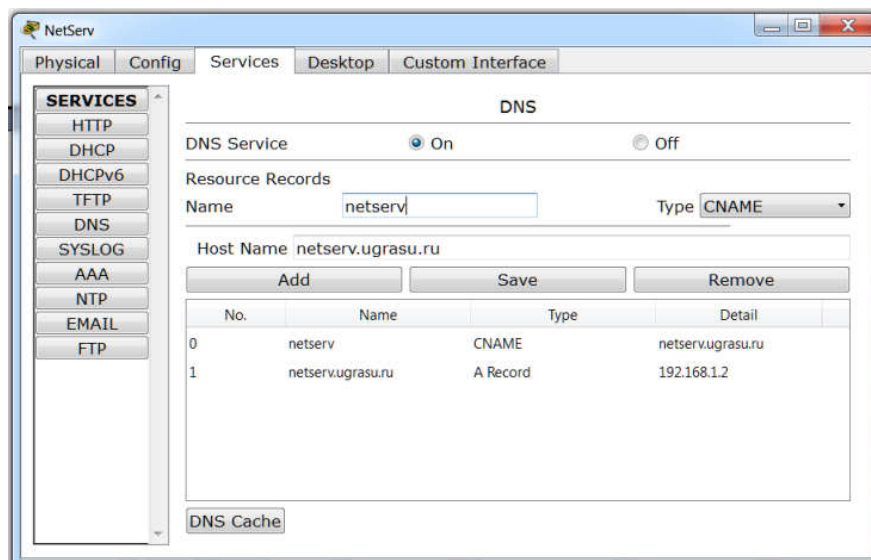 NetServ
Physical Config Services Desktop Custom Interface
SERVICES
HTTP
DHCP
DHCPv6
TFTP
DNS
SYSLOG
AAA
NTP
EMAIL
FTP
DNS
DNS Service On Off
Resource Records
Name netserv Type CNAME
Host Name netserv.ugrasu.ru
Add Save Remove
No. Name Type Detail
0 netserv CNAME netserv.ugrasu.ru
1 netserv.ugrasu.ru A Record 192.168.1.2
DNS Cache